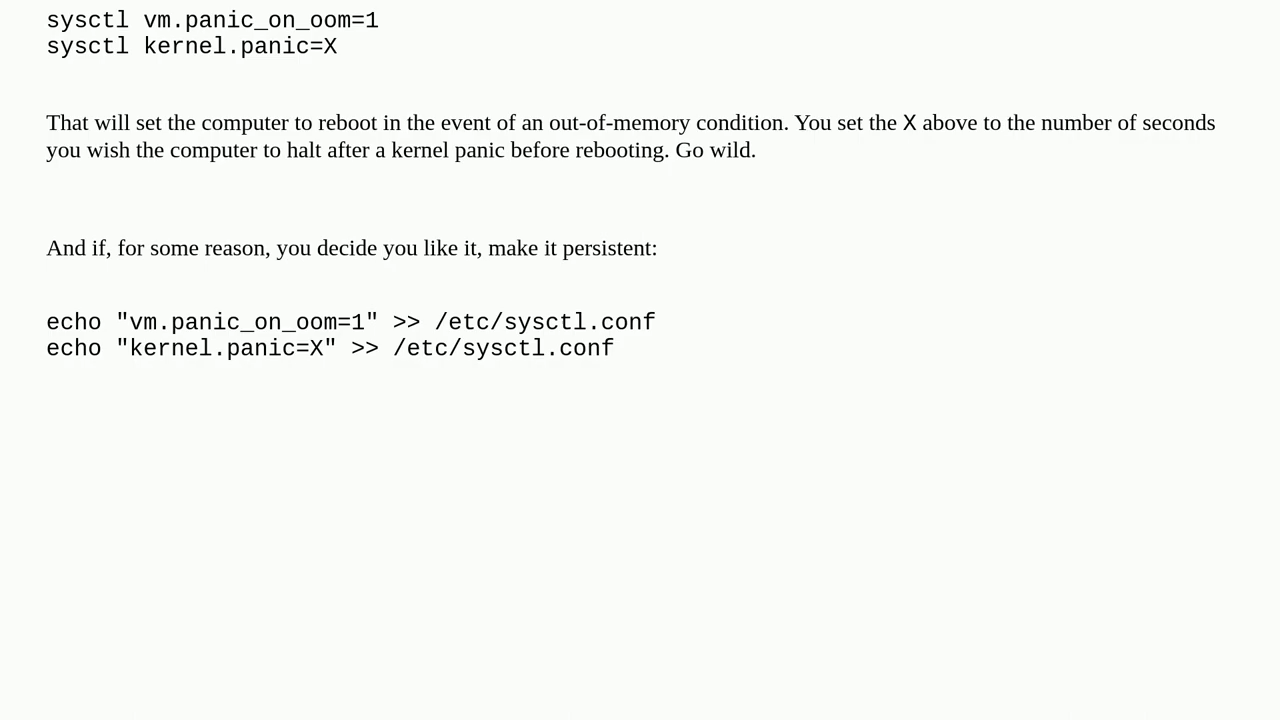 sysctl vm.panic_on_oom=1
sysctl kernel.panic=X
That will set the computer to reboot in the event of an out-of-memory condition. You set the X above to the number of seconds
you wish the computer to halt after a kernel panic before rebooting. Go wild.
And if, for some reason, you decide you like it, make it persistent:
echo "vm.panic_on_oom=1" >> /etc/sysctl.conf
echo "kernel.panic=X" >> /etc/sysctl.conf